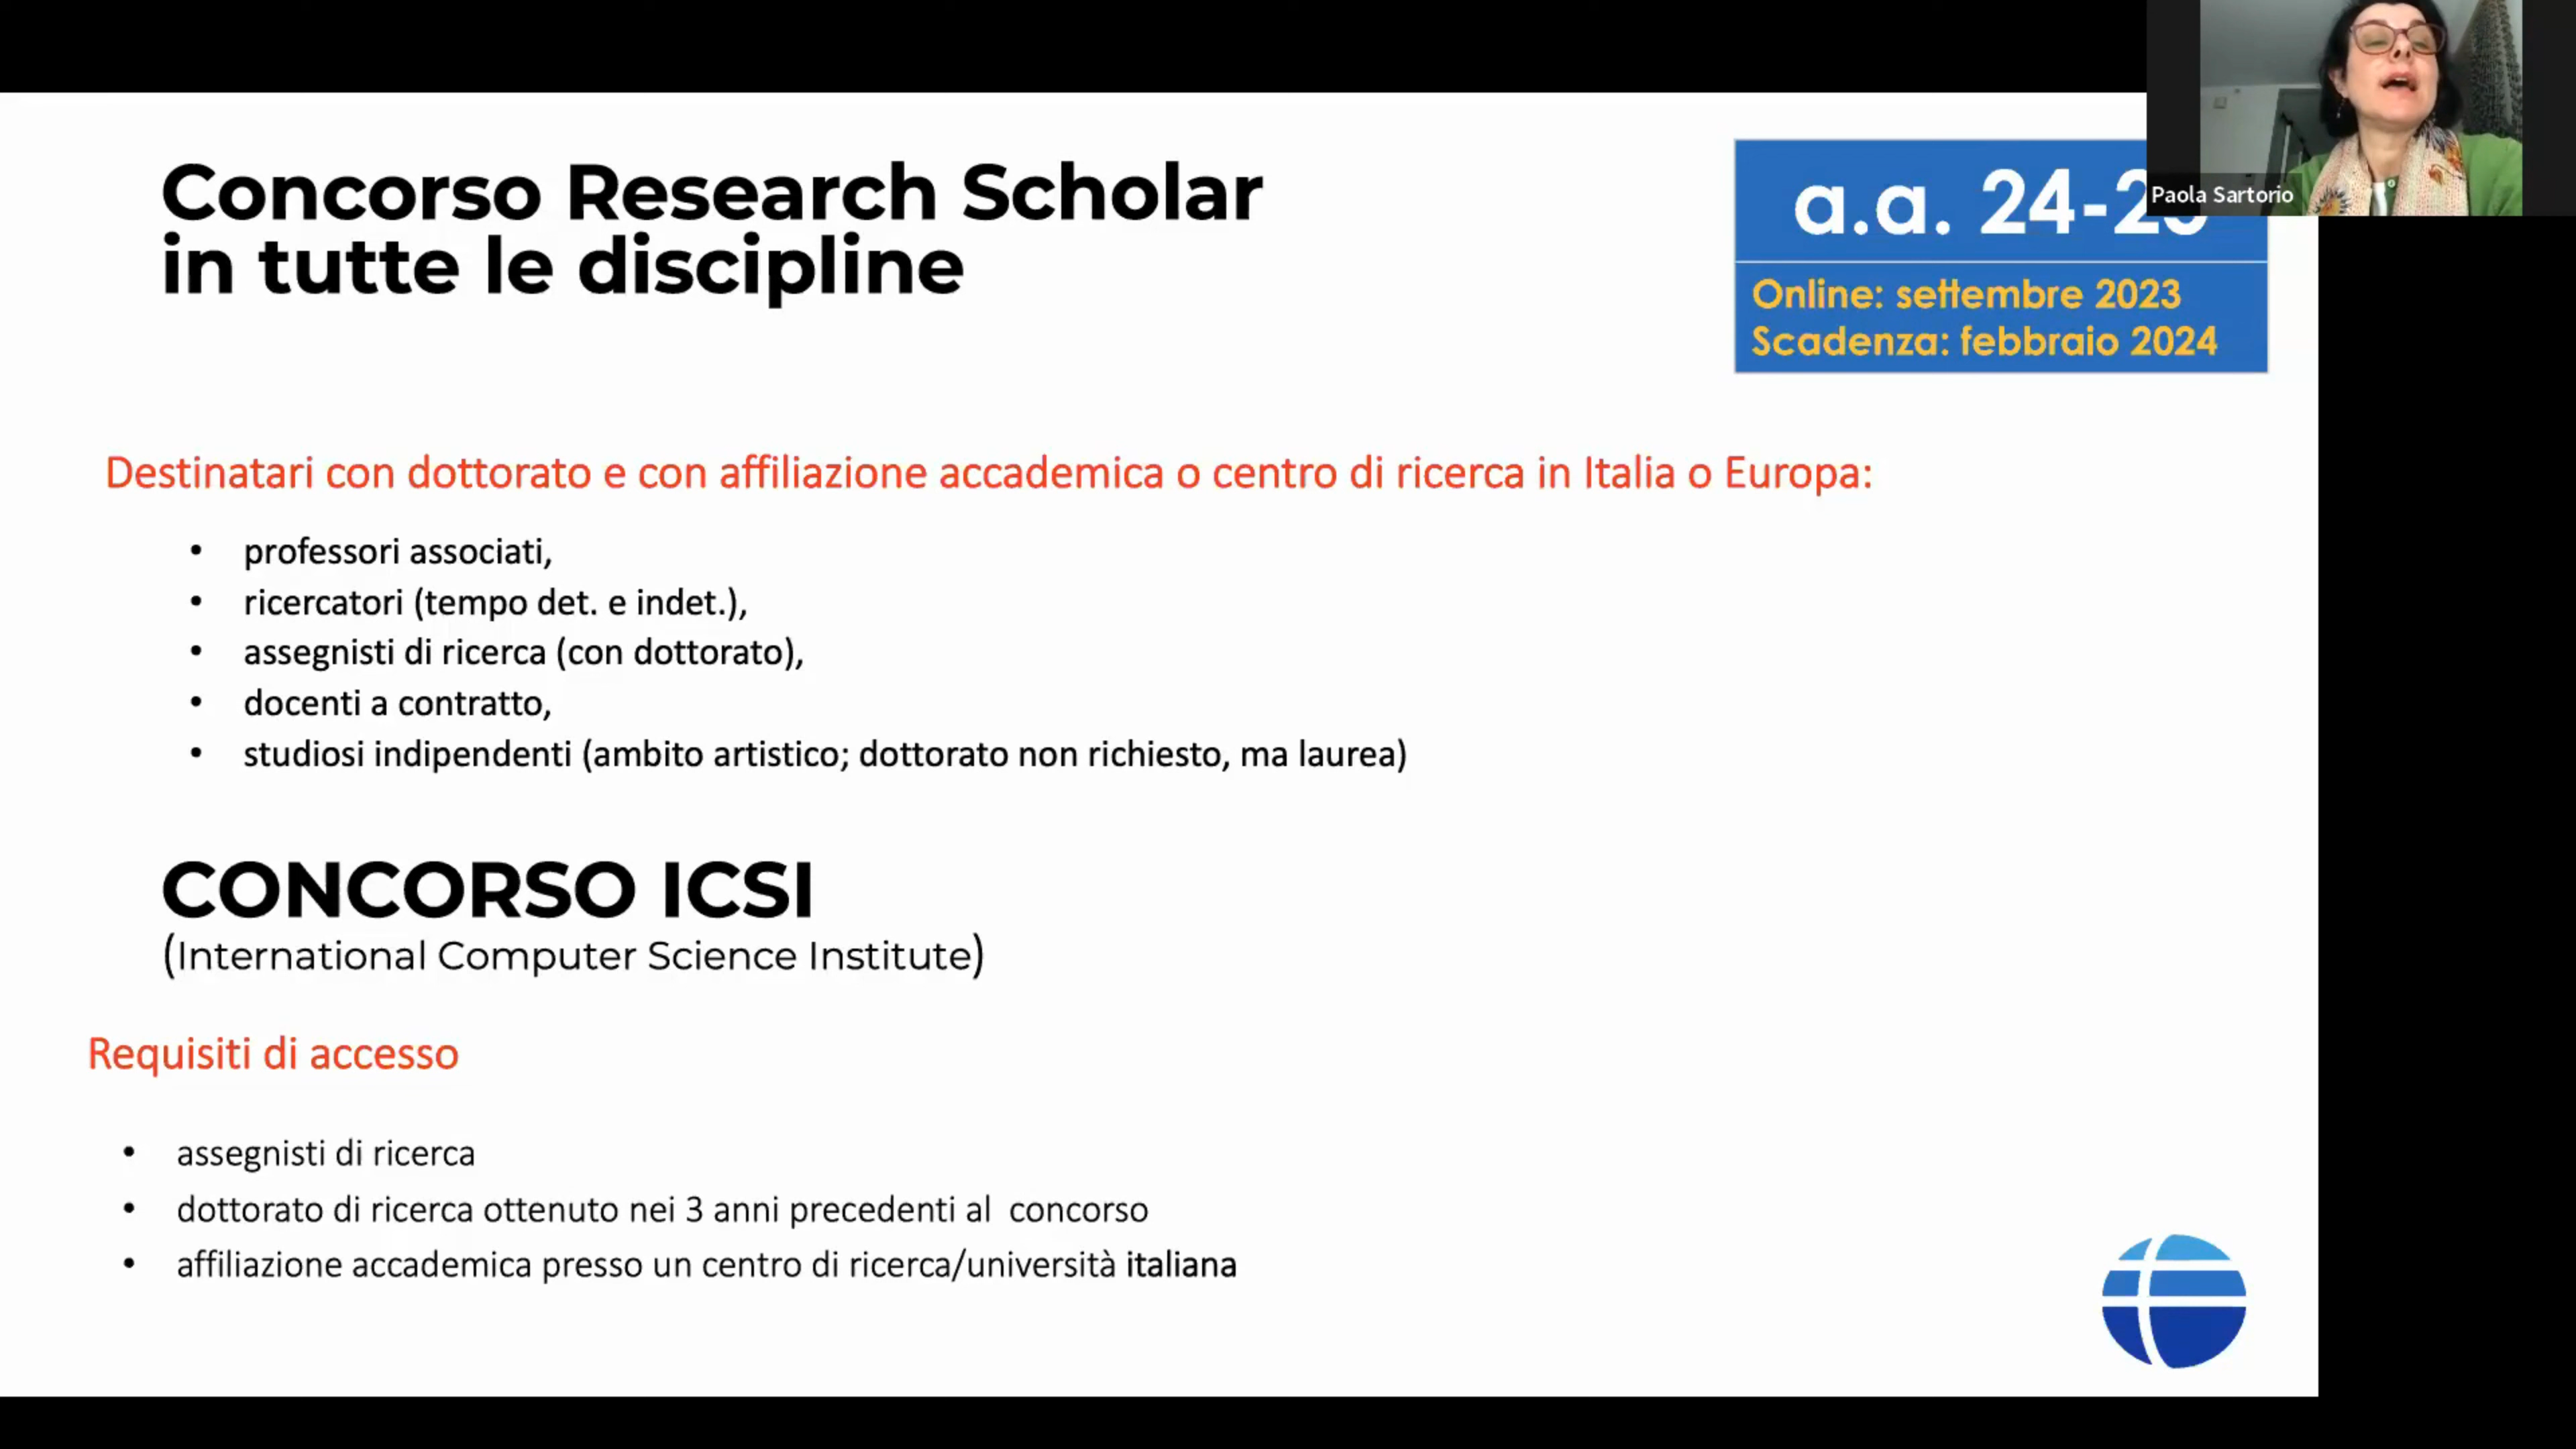 Concorso Research Scholar
in tutte le discipline
a.a. 24-25
Paola Sartorio
Online: settembre 2023
Scadenza: febbraio 2024
Destinatari con dottorato e con affiliazione accademica o centro di ricerca in Italia o Europa:
• professori associati,
• ricercatori (tempo det. e indet.),
• assegnisti di ricerca (con dottorato),
• docenti a contratto,
• studiosi indipendenti (ambito artistico; dottorato non richiesto, ma laurea)
CONCORSO ICSI
(International Computer Science Institute)
Requisiti di accesso
• assegnisti di ricerca
• dottorato di ricerca ottenuto nei 3 anni precedenti al  concorso
• affiliazione accademica presso un centro di ricerca/università italiana